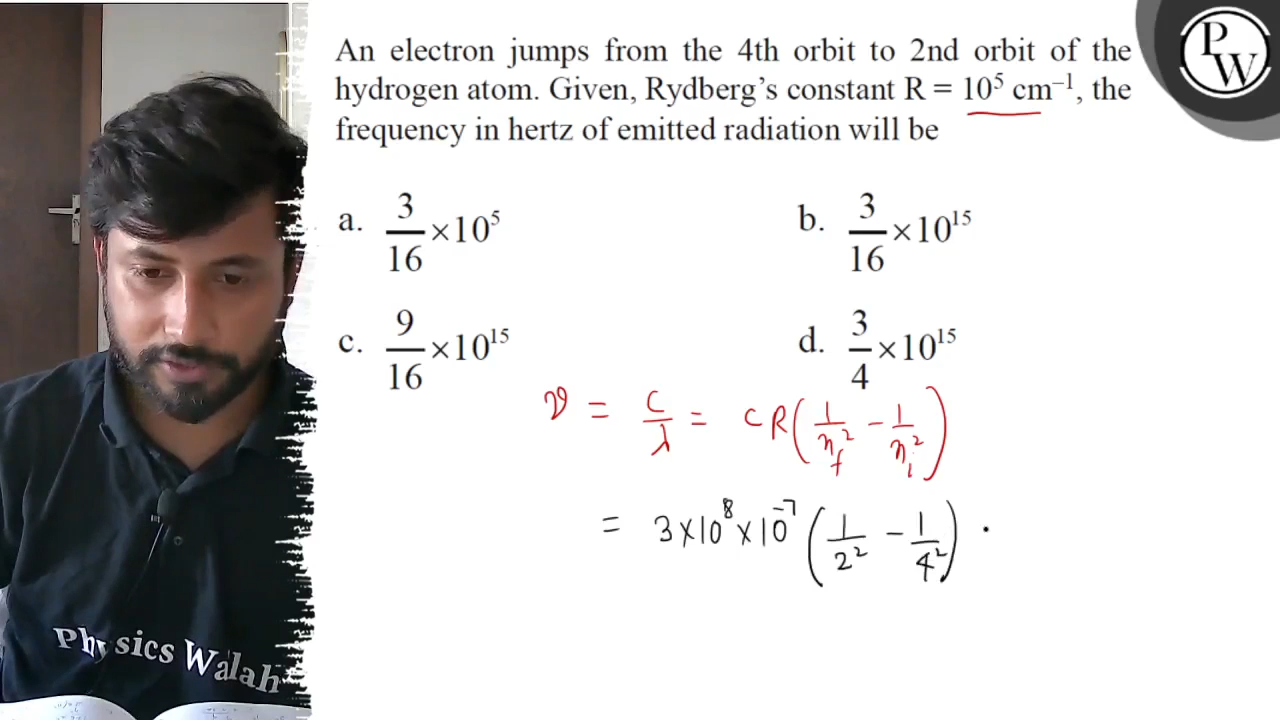 PW
An electron jumps from the 4th orbit to 2nd orbit of the
hydrogen atom. Given, Rydberg’s constant R = 10⁵ cm⁻¹, the
frequency in hertz of emitted radiation will be
a. 3/16 × 10⁵
b. 3/16 × 10¹⁵
c. 9/16 × 10¹⁵
d. 3/4 × 10¹⁵
ν = c/λ = CR(1/n_f² − 1/n_i²)
= 3×10⁸ × 10⁻⁷ (1/2² − 1/4²) .
Physics Walah